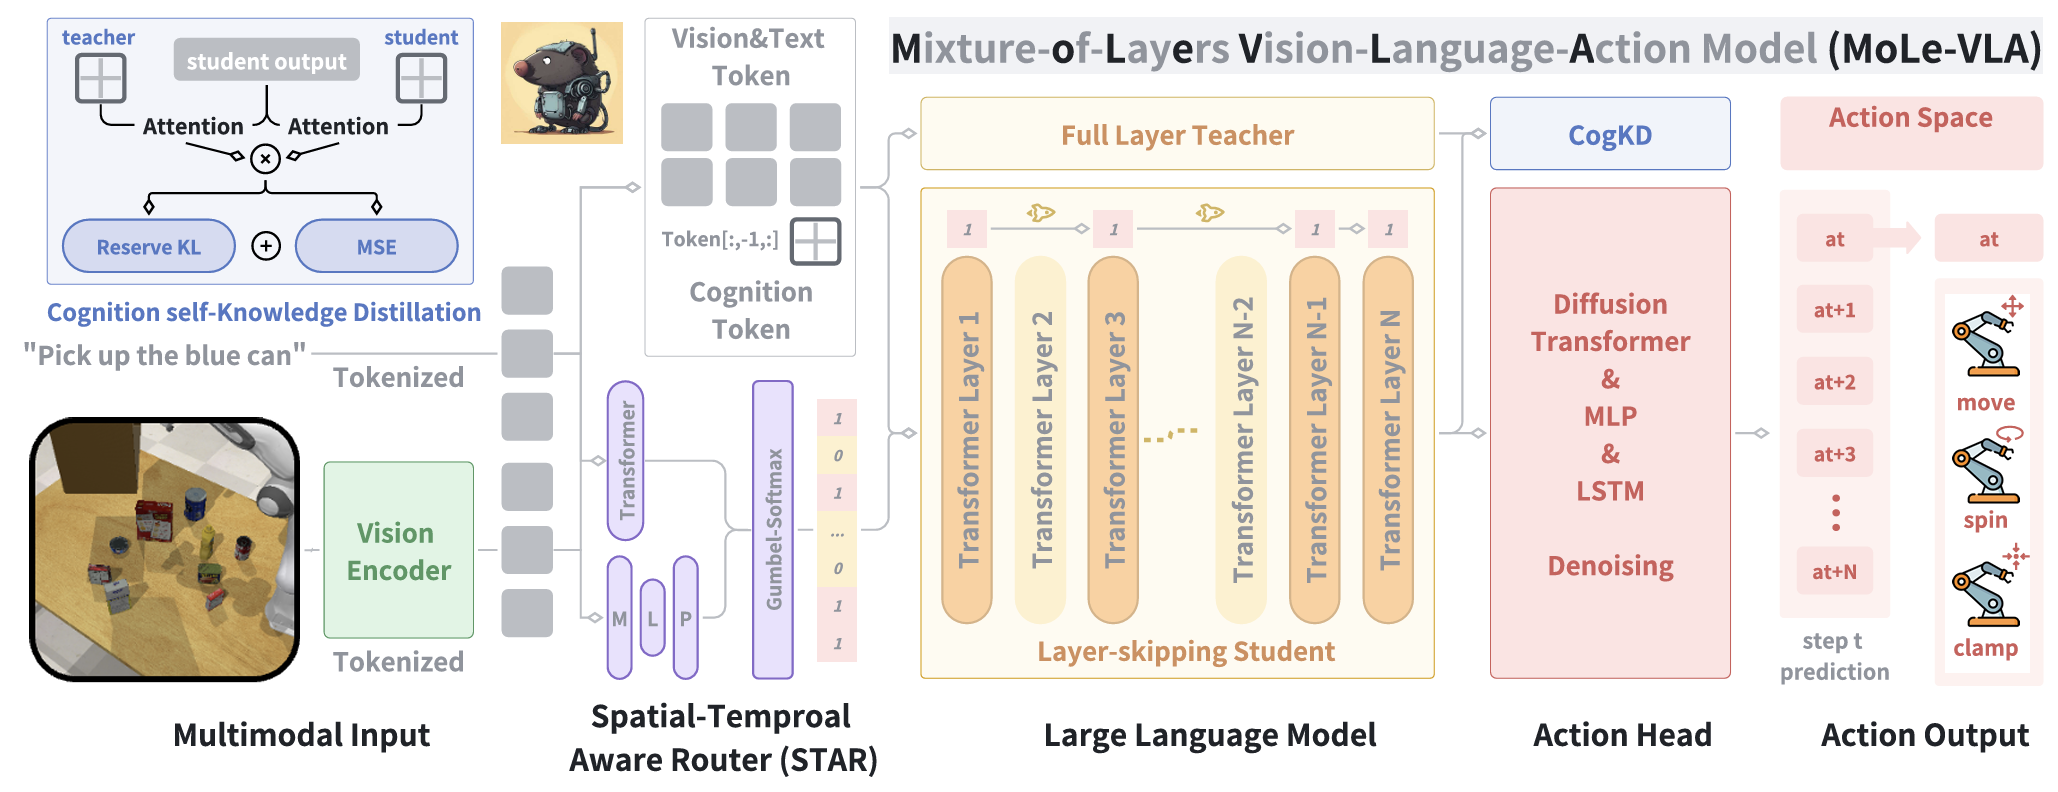 Mixture-of-Layers Vision-Language-Action Model (MoLe-VLA)
teacher
student output
student
Attention
Attention
Reserve KL
+
MSE
Cognition self-Knowledge Distillation
"Pick up the blue can"
Tokenized
Vision
Encoder
Tokenized
Multimodal Input
Vision&Text
Token
Token[:,-1,:]
Cognition
Token
Transformer
M
L
P
Gumbel-Softmax
1
0
1
...
0
1
1
Spatial-Temproal
Aware Router (STAR)
Full Layer Teacher
1
1
1
1
Transformer Layer 1
Transformer Layer 2
Transformer Layer 3
Transformer Layer N-2
Transformer Layer N-1
Transformer Layer N
Layer-skipping Student
Large Language Model
CogKD
Diffusion
Transformer
&
MLP
&
LSTM
Denoising
Action Head
Action Space
at
at+1
at+2
at+3
at+N
step t
prediction
at
move
spin
clamp
Action Output